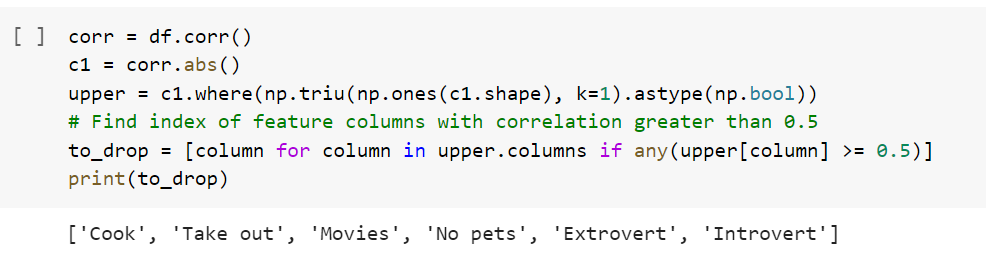 [ ] corr = df.corr()
c1 = corr.abs()
upper = c1.where(np.triu(np.ones(c1.shape), k=1).astype(np.bool))
# Find index of feature columns with correlation greater than 0.5
to_drop = [column for column in upper.columns if any(upper[column] >= 0.5)]
print(to_drop)
['Cook', 'Take out', 'Movies', 'No pets', 'Extrovert', 'Introvert']